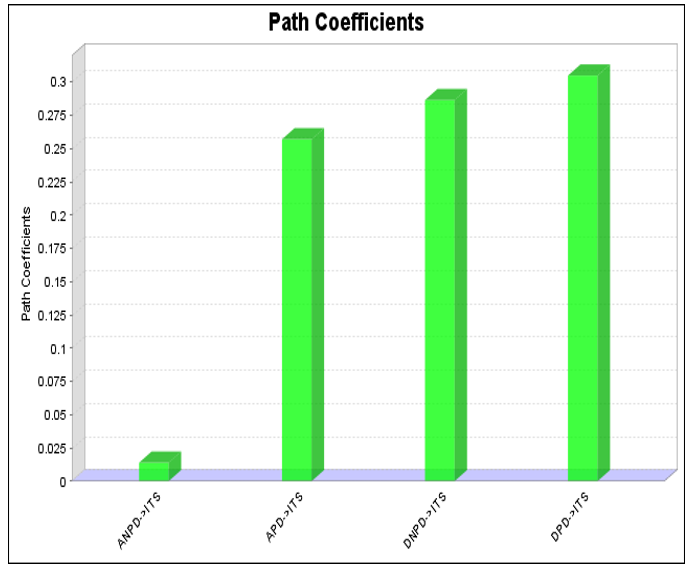 Path Coefficients
Path Coefficients
0.3
0.275
0.25
0.225
0.2
0.175
0.15
0.125
0.1
0.075
0.05
0.025
0
ANPD->ITS
APD->ITS
DNPD->ITS
DPD->ITS